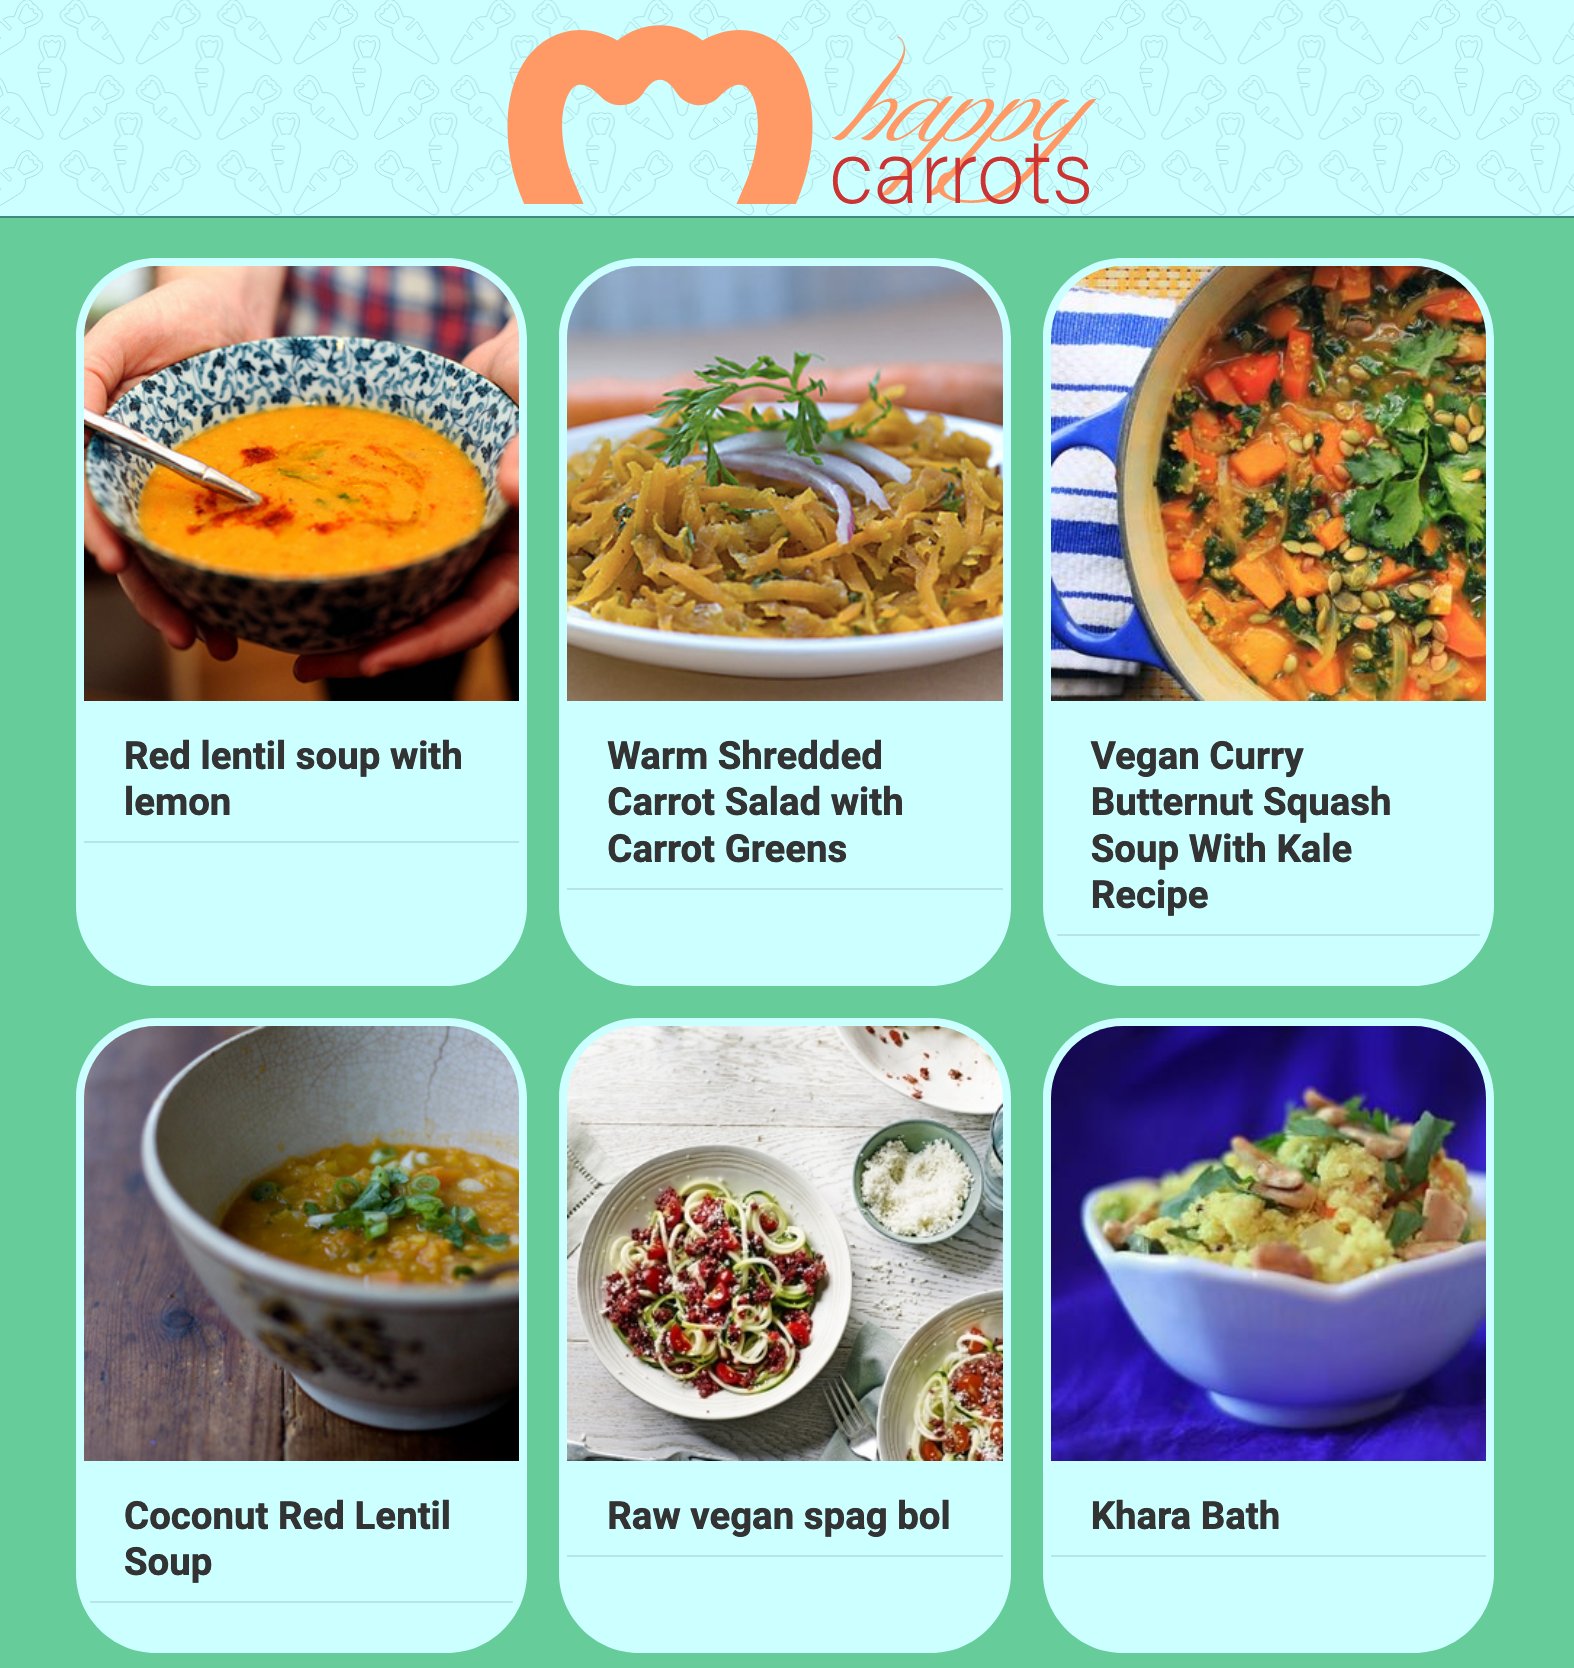 happy
carrots
Red lentil soup with
lemon
Warm Shredded
Carrot Salad with
Carrot Greens
Vegan Curry
Butternut Squash
Soup With Kale
Recipe
Coconut Red Lentil
Soup
Raw vegan spag bol
Khara Bath